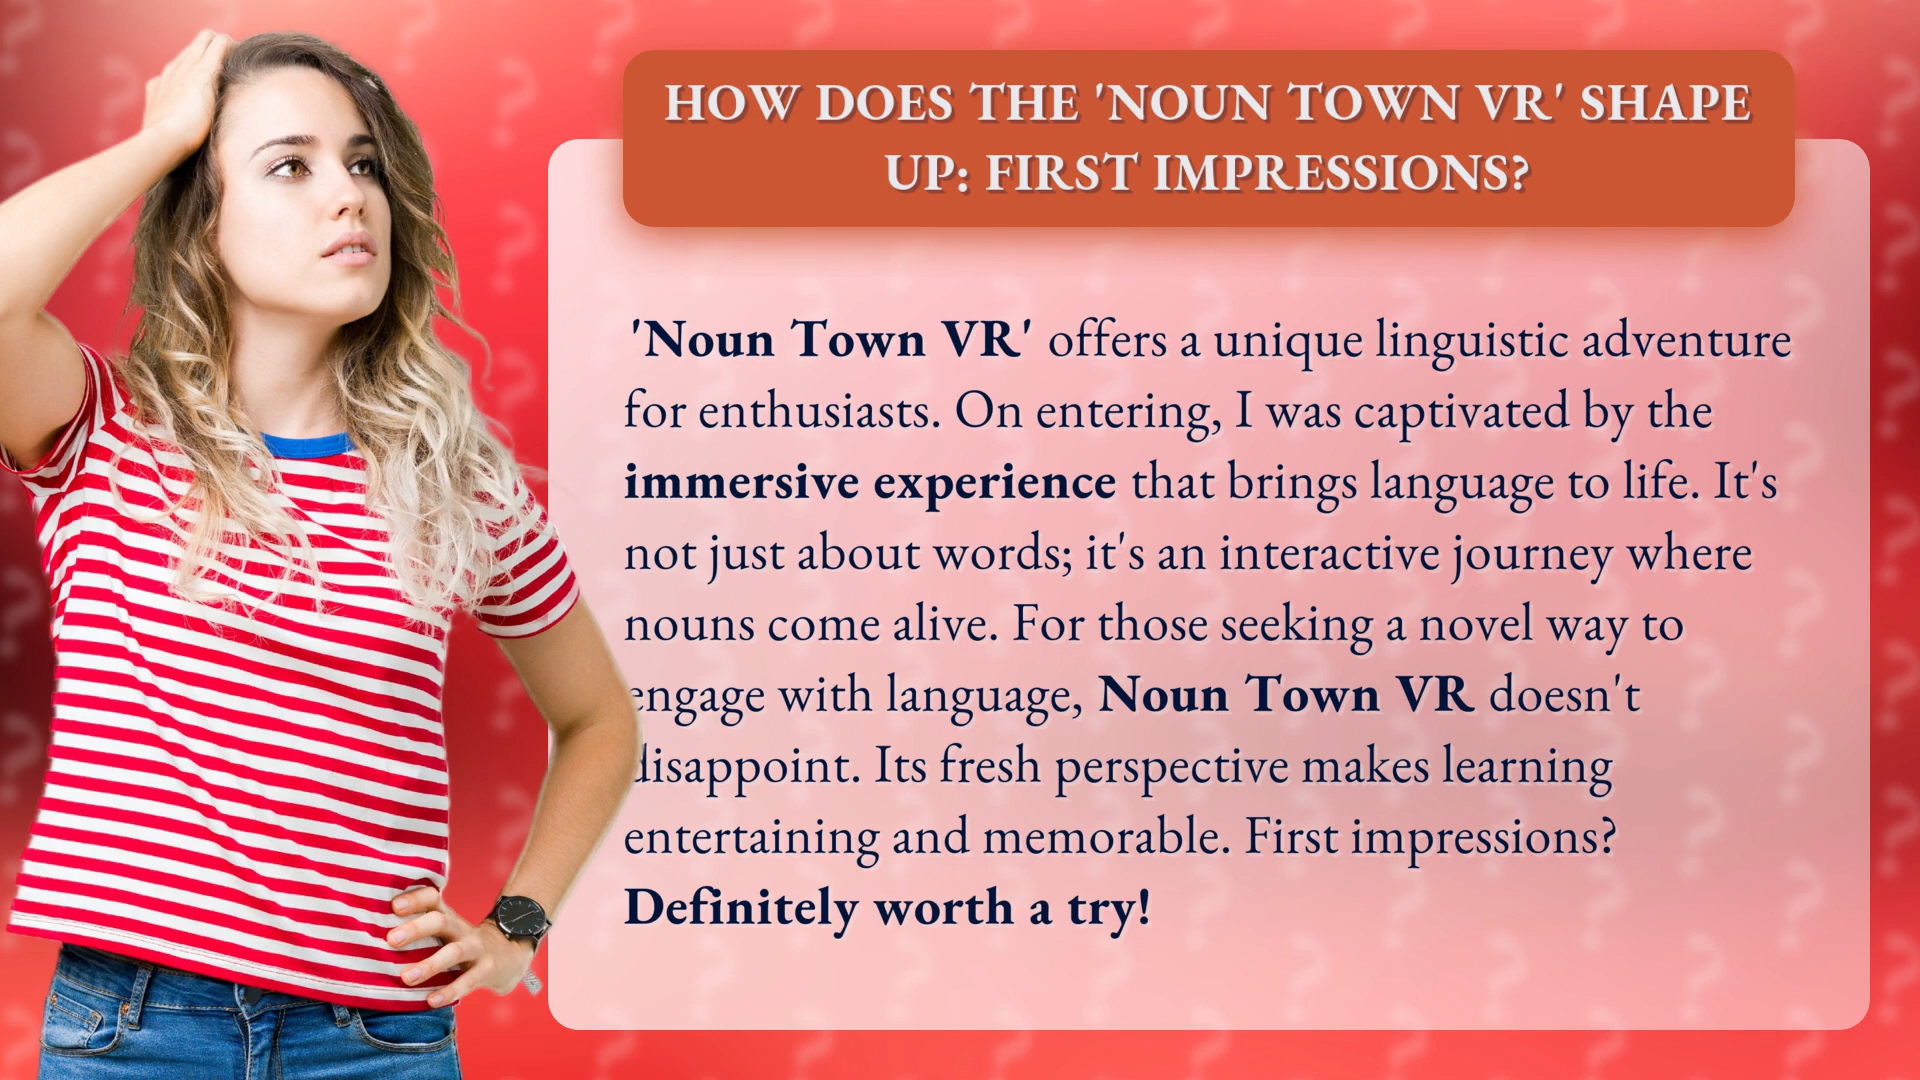 HOW DOES THE 'NOUN TOWN VR' SHAPE
UP: FIRST IMPRESSIONS?
'Noun Town VR' offers a unique linguistic adventure
for enthusiasts. On entering, I was captivated by the
immersive experience that brings language to life. It's
not just about words; it's an interactive journey where
nouns come alive. For those seeking a novel way to
engage with language, Noun Town VR doesn't
disappoint. Its fresh perspective makes learning
entertaining and memorable. First impressions?
Definitely worth a try!